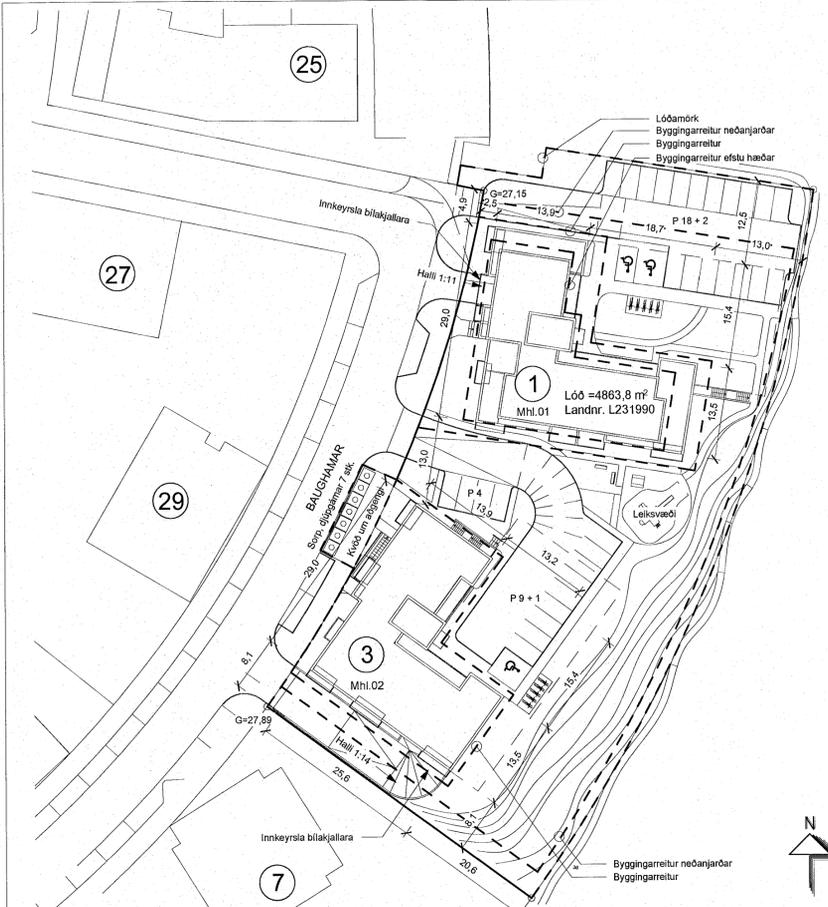 25
Lóðamörk
Byggingarreitur neðanjarðar
Byggingarreitur
Byggingarreitur efstu hæðar
G=27,15
4,9
2,5
13,9
Innkeyrsla bílakjallara
P 18 + 2
18,7
12,5
13,0
27
Halli 1:11
29,0
15,4
1
Lóð =4863,8 m²
Mhl.01
Landnr. L231990
13,5
BAUGHAMAR
Sorp, djúpgámar 7 stk.
Kvöð um aðgengi
13,0
P 4
13,9
Leiksvæði
29
13,2
29,0
P 9 + 1
3
Mhl.02
8,1
15,4
G=27,89
Halli 1:14
13,5
25,6
8,1
Innkeyrsla bílakjallara
20,6
N
Byggingarreitur neðanjarðar
Byggingarreitur
7